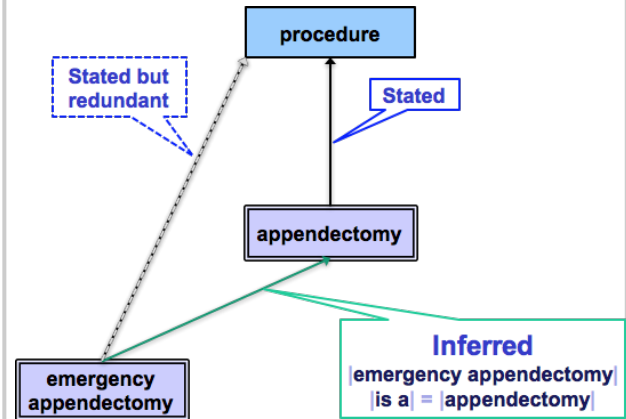 procedure
Stated but
redundant
Stated
appendectomy
Inferred
|emergency appendectomy|
|is a| = |appendectomy|
emergency
appendectomy